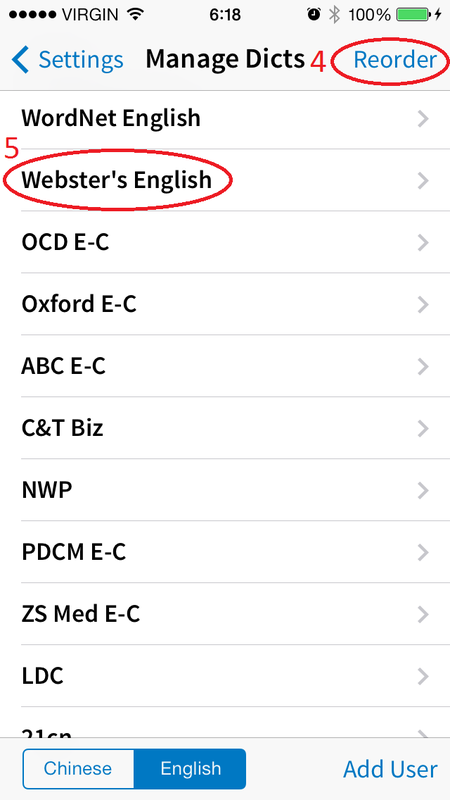 VIRGIN 6:18 100%
Settings Manage Dicts 4 Reorder
WordNet English
5
Webster's English
OCD E-C
Oxford E-C
ABC E-C
C&T Biz
NWP
PDCM E-C
ZS Med E-C
LDC
21cn
Chinese English Add User